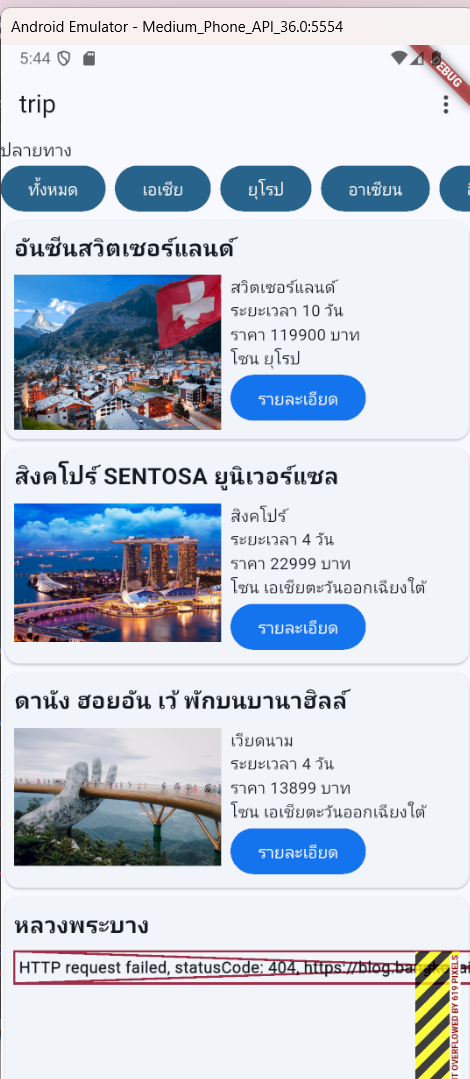 Android Emulator - Medium_Phone_API_36.0:5554
5:44
DEBUG
trip
ปลายทาง
ทั้งหมด
เอเชีย
ยุโรป
อาเซียน
อันซีนสวิตเซอร์แลนด์
สวิตเซอร์แลนด์
ระยะเวลา 10 วัน
ราคา 119900 บาท
โซน ยุโรป
รายละเอียด
สิงคโปร์ SENTOSA ยูนิเวอร์แซล
สิงคโปร์
ระยะเวลา 4 วัน
ราคา 22999 บาท
โซน เอเชียตะวันออกเฉียงใต้
รายละเอียด
ดานัง ฮอยอัน เว้ พักบนบานาฮิลล์
เวียดนาม
ระยะเวลา 4 วัน
ราคา 13899 บาท
โซน เอเชียตะวันออกเฉียงใต้
รายละเอียด
หลวงพระบาง
HTTP request failed, statusCode: 404, https://blog.bangko
OVERFLOWED BY 619 PIXELS